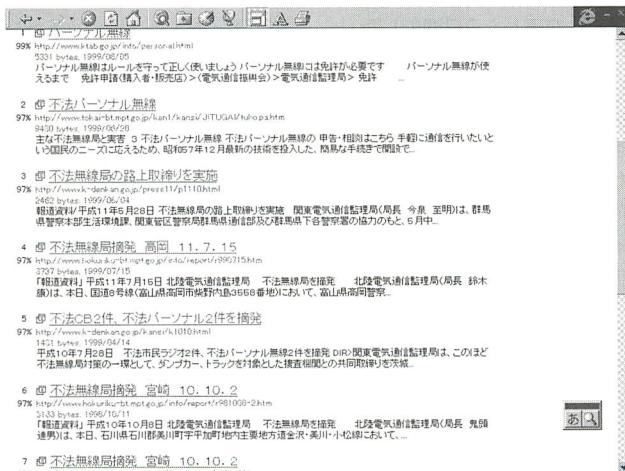 1 パーソナル無線
99% http://www.ktab.go.jp/info/personal.html
5331 bytes, 1999/08/05
パーソナル無線はルールを守って正しく使いましょう パーソナル無線には免許が必要です パーソナル無線が使
えるまで 免許申請(購入者・販売店)>(電気通信振興会)>電気通信監理局> 免許 ...
2 不法パーソナル無線
97% http://www.tokai-bt.mpt.go.jp/kan1/kansi/JITUGAI/fuho_pa.htm
9430 bytes, 1999/08/26
主な不法無線局と実害 3 不法パーソナル無線 不法パーソナル無線の 申告・相談はこちら 手軽に通信を行いたいと
いう国民のニーズに応えるため、昭和57年12月最新の技術を投入した、簡易な手続きで開設で...
3 不法無線局の路上取締りを実施
97% http://www.k-denkan.go.jp/press11/p1110.html
2462 bytes, 1999/06/04
報道資料/平成11年5月28日 不法無線局の路上取締りを実施 関東電気通信監理局(局長 今泉 至明)は、群馬
県警察本部生活環境課、関東管区警察局群馬県通信部及び群馬県下各警察署の協力のもと、5月中...
4 不法無線局摘発 高岡 11.7.15
97% http://www.hokuriku-bt.mpt.go.jp/info/report/r990715.htm
3737 bytes, 1999/07/15
「報道資料」 平成11年7月15日 北陸電気通信監理局 不法無線局を摘発 北陸電気通信監理局(局長 鈴木
康)は、本日、国道8号線(富山県高岡市柴野内島3558番地)において、富山県高岡警察...
5 不法CB2件、不法パーソナル2件を摘発
97% http://www.k-denkan.go.jp/kansi/k1010.html
1431 bytes, 1999/04/14
平成10年7月28日 不法市民ラジオ2件、不法パーソナル無線2件を摘発 DIR>関東電気通信監理局は、このほど
不法無線局対策の一環として、ダンプカー、トラックを対象とした捜査機関との共同取締りを茨城...
6 不法無線局摘発 宮崎 10.10.2
97% http://www.hokuriku-bt.mpt.go.jp/info/report/r981008-2.htm
3133 bytes, 1998/10/11
「報道資料」 平成10年10月8日 北陸電気通信監理局 不法無線局を摘発 北陸電気通信監理局(局長 鬼頭
達男)は、本日、石川県石川郡美川町字平加町地内主要地方道金沢・美川・小松線において、...
あ
7 不法無線局摘発 宮崎 10.10.2